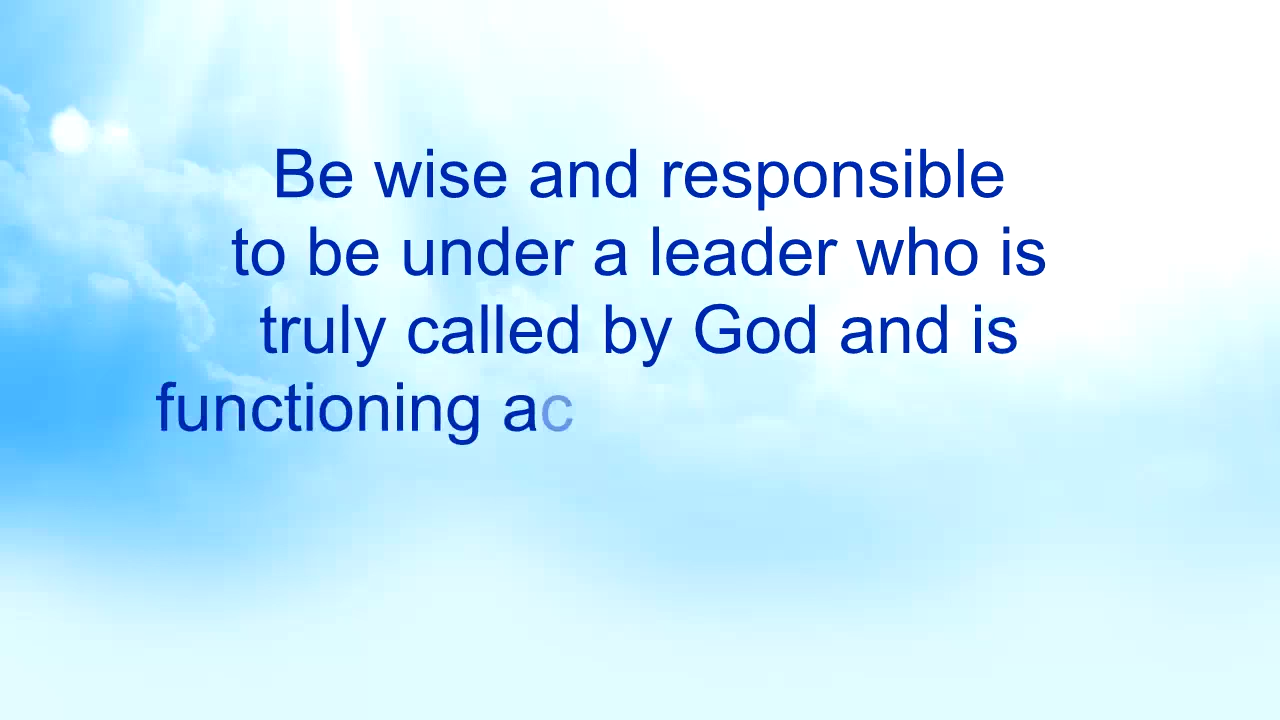 Be wise and responsible
to be under a leader who is
truly called by God and is
functioning ac